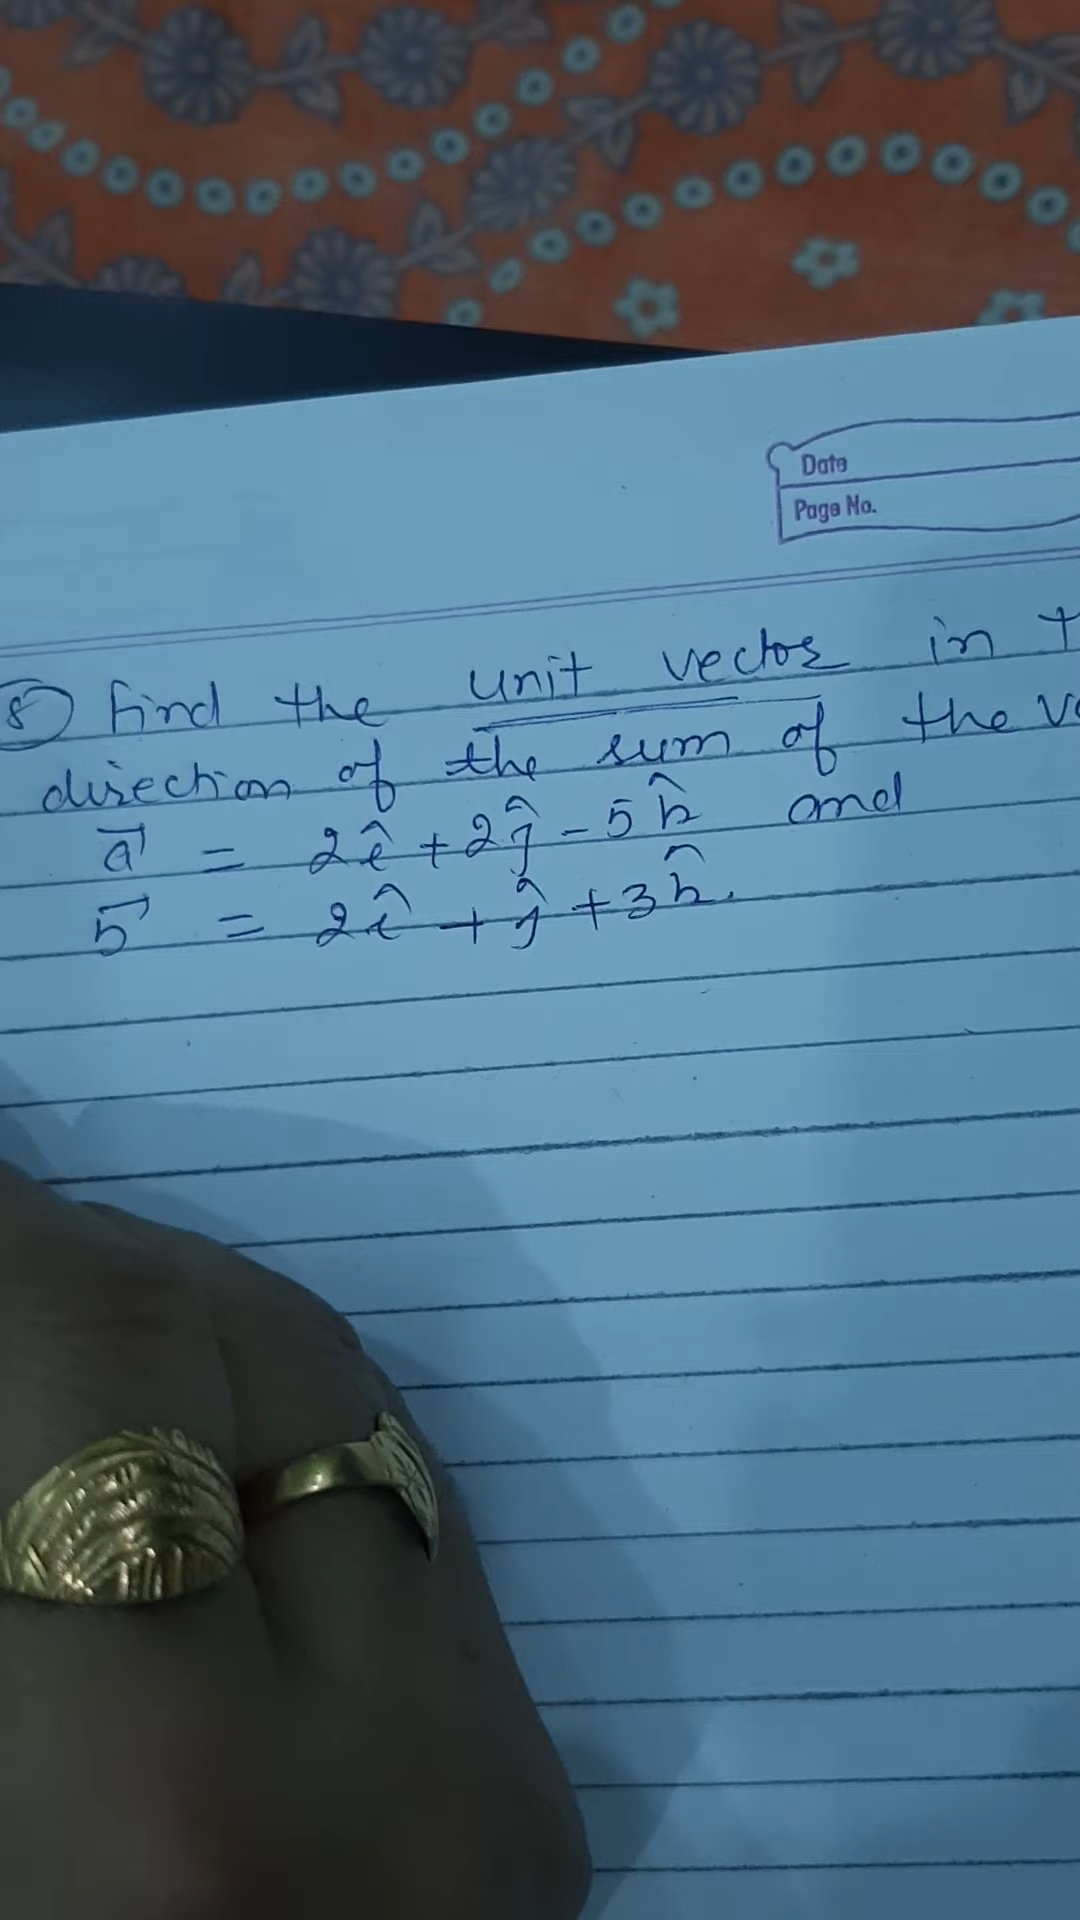 Date
Page No.
8 Find the unit vector in
direction of the sum of the
a⃗ = 2î + 2ĵ - 5k̂ and
b⃗ = 2î + ĵ + 3k̂.